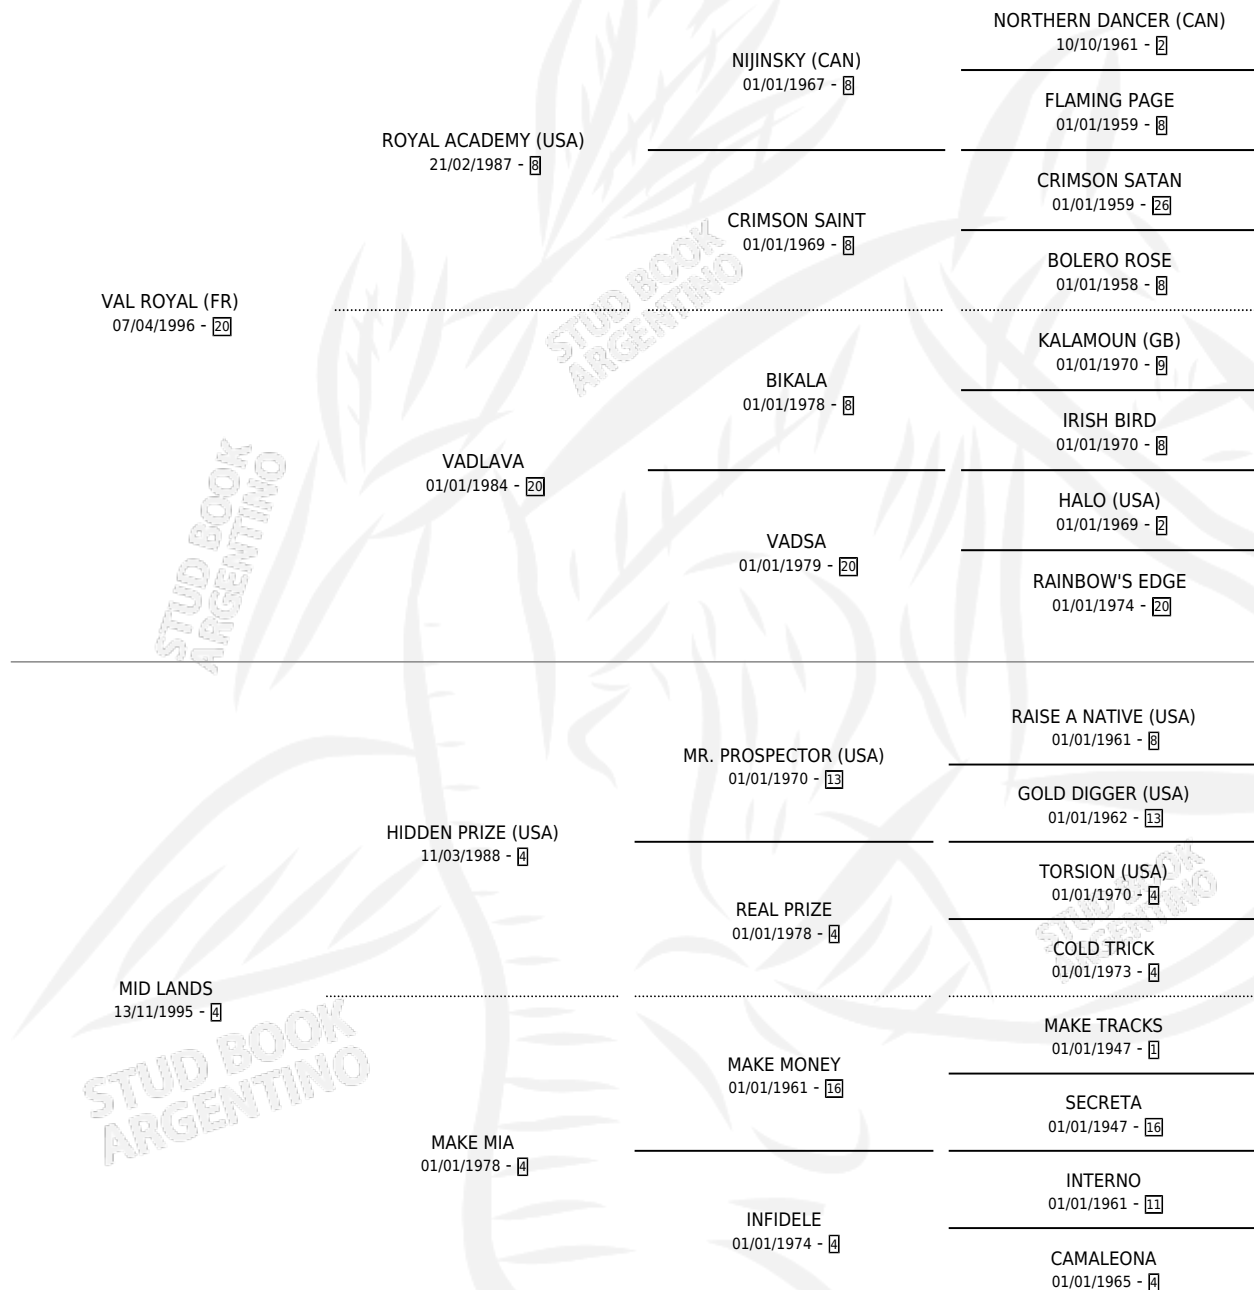 NORTHERN DANCER (CAN)
10/10/1961 - 2
NIJINSKY (CAN)
01/01/1967 - 8
FLAMING PAGE
01/01/1959 - 8
ROYAL ACADEMY (USA)
21/02/1987 - 8
CRIMSON SATAN
01/01/1959 - 26
CRIMSON SAINT
01/01/1969 - 8
BOLERO ROSE
01/01/1958 - 8
VAL ROYAL (FR)
07/04/1996 - 20
KALAMOUN (GB)
01/01/1970 - 9
BIKALA
01/01/1978 - 8
IRISH BIRD
01/01/1970 - 8
VADLAVA
01/01/1984 - 20
HALO (USA)
01/01/1969 - 2
VADSA
01/01/1979 - 20
RAINBOW'S EDGE
01/01/1974 - 20
RAISE A NATIVE (USA)
01/01/1961 - 8
MR. PROSPECTOR (USA)
01/01/1970 - 13
GOLD DIGGER (USA)
01/01/1962 - 13
HIDDEN PRIZE (USA)
11/03/1988 - 4
TORSION (USA)
01/01/1970 - 4
REAL PRIZE
01/01/1978 - 4
COLD TRICK
01/01/1973 - 4
MID LANDS
13/11/1995 - 4
MAKE TRACKS
01/01/1947 - 1
MAKE MONEY
01/01/1961 - 16
SECRETA
01/01/1947 - 16
MAKE MIA
01/01/1978 - 4
INTERNO
01/01/1961 - 11
INFIDELE
01/01/1974 - 4
CAMALEONA
01/01/1965 - 4
STUD BOOK
ARGENTINO
STUD BOOK
ARGENTINO
STUD BOOK
ARGENTINO
STUD BOOK
ARGENTINO